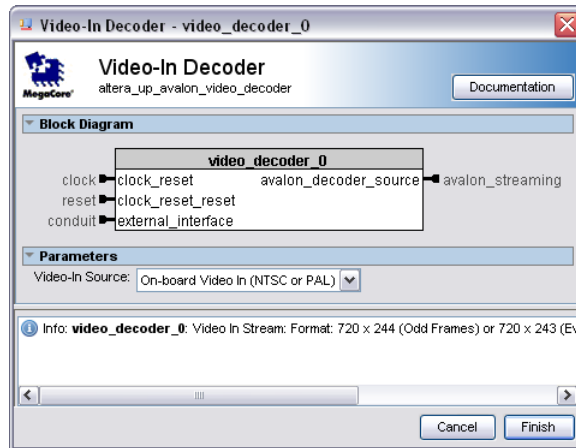 Video-In Decoder - video_decoder_0
MegaCore®
Video-In Decoder
altera_up_avalon_video_decoder
Documentation
Block Diagram
video_decoder_0
clock clock_reset avalon_decoder_source avalon_streaming
reset clock_reset_reset
conduit external_interface
Parameters
Video-In Source: On-board Video In (NTSC or PAL)
Info: video_decoder_0: Video In Stream: Format: 720 x 244 (Odd Frames) or 720 x 243 (Ev
Cancel Finish